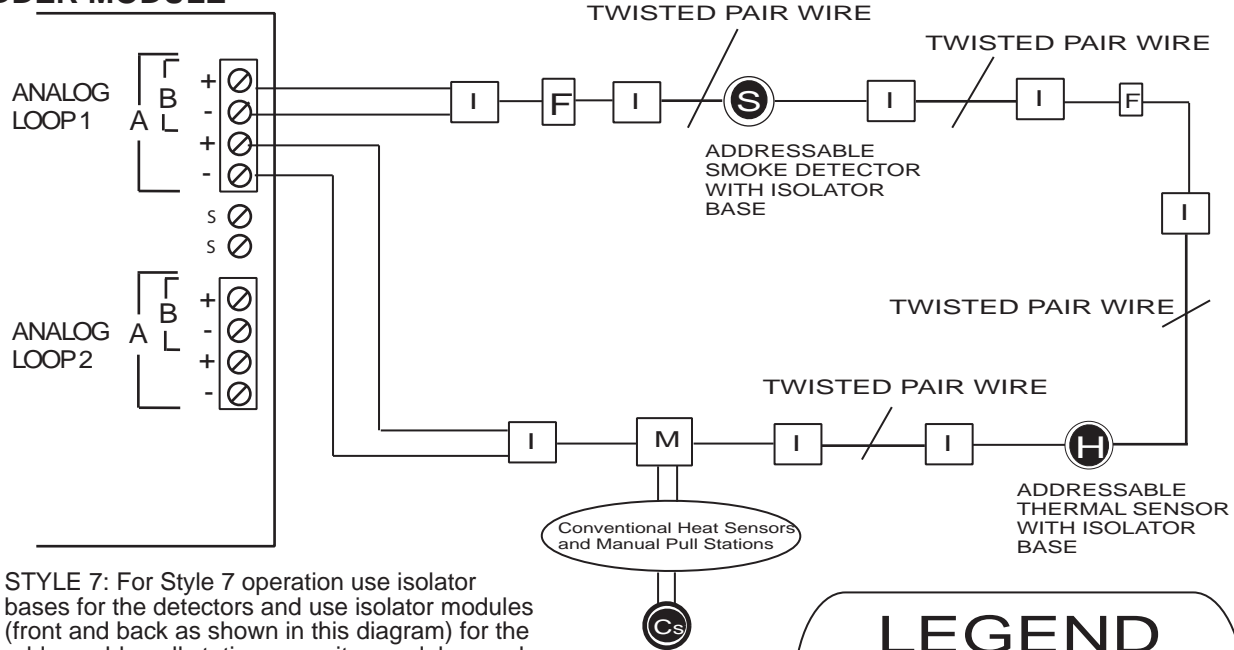 TWISTED PAIR WIRE
TWISTED PAIR WIRE
ANALOG
LOOP 1
A
B
+
-
+
-
S
S
I
F
I
S
I
I
F
I
ADDRESSABLE
SMOKE DETECTOR
WITH ISOLATOR
BASE
ANALOG
LOOP 2
A
B
+
-
+
-
TWISTED PAIR WIRE
TWISTED PAIR WIRE
I
M
I
I
H
ADDRESSABLE
THERMAL SENSOR
WITH ISOLATOR
BASE
Conventional Heat Sensors
and Manual Pull Stations
Cs
STYLE 7: For Style 7 operation use isolator
bases for the detectors and use isolator modules
(front and back as shown in this diagram) for the
LEGEND